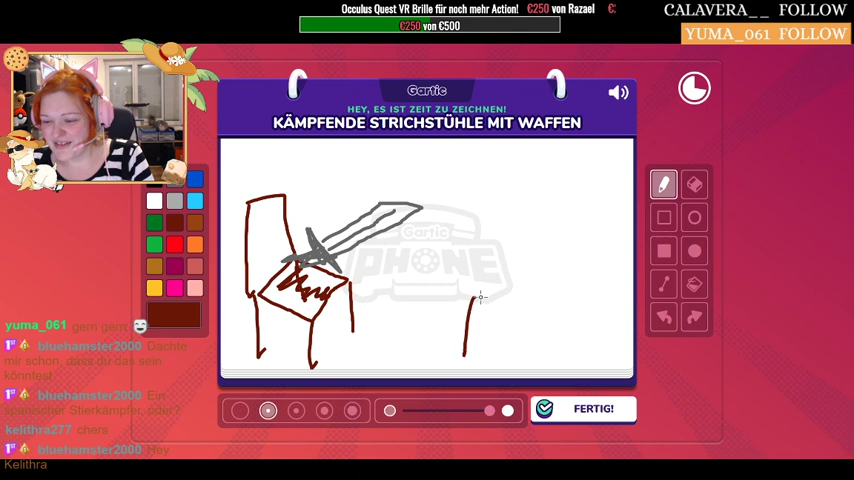 Occulus Quest VR Brille für noch mehr Action! €250 von Razael €
€250 von €500
CALAVERA__ FOLLOW
YUMA_061 FOLLOW
Gartic
HEY, ES IST ZEIT ZU ZEICHNEN!
KÄMPFENDE STRICHSTÜHLE MIT WAFFEN
Gartic
PHONE
yuma_061 gern gern
bluehamster2000 Dachte
mir schon, dass du das sein
könntest
bluehamster2000 Ein
spanischer Stierkämpfer, oder?
kelithra277 chers
bluehamster2000 Hey
Kelithra
FERTIG!